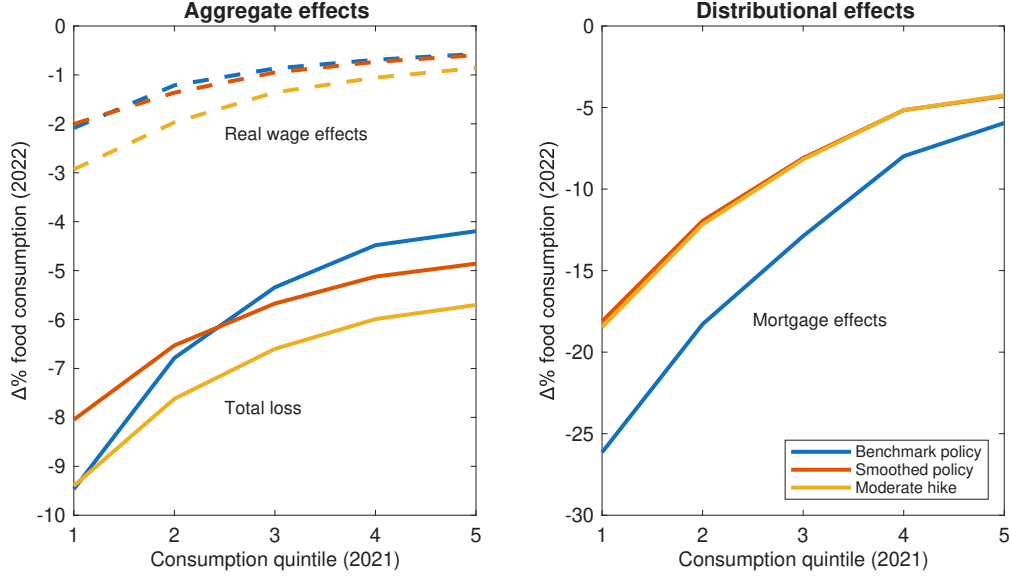 Aggregate effects
Δ% food consumption (2022)
0
-1
-2
-3
-4
-5
-6
-7
-8
-9
-10
Real wage effects
Total loss
1 2 3 4 5
Consumption quintile (2021)
Distributional effects
Δ% food consumption (2022)
0
-5
-10
-15
-20
-25
-30
Mortgage effects
Benchmark policy
Smoothed policy
Moderate hike
1 2 3 4 5
Consumption quintile (2021)